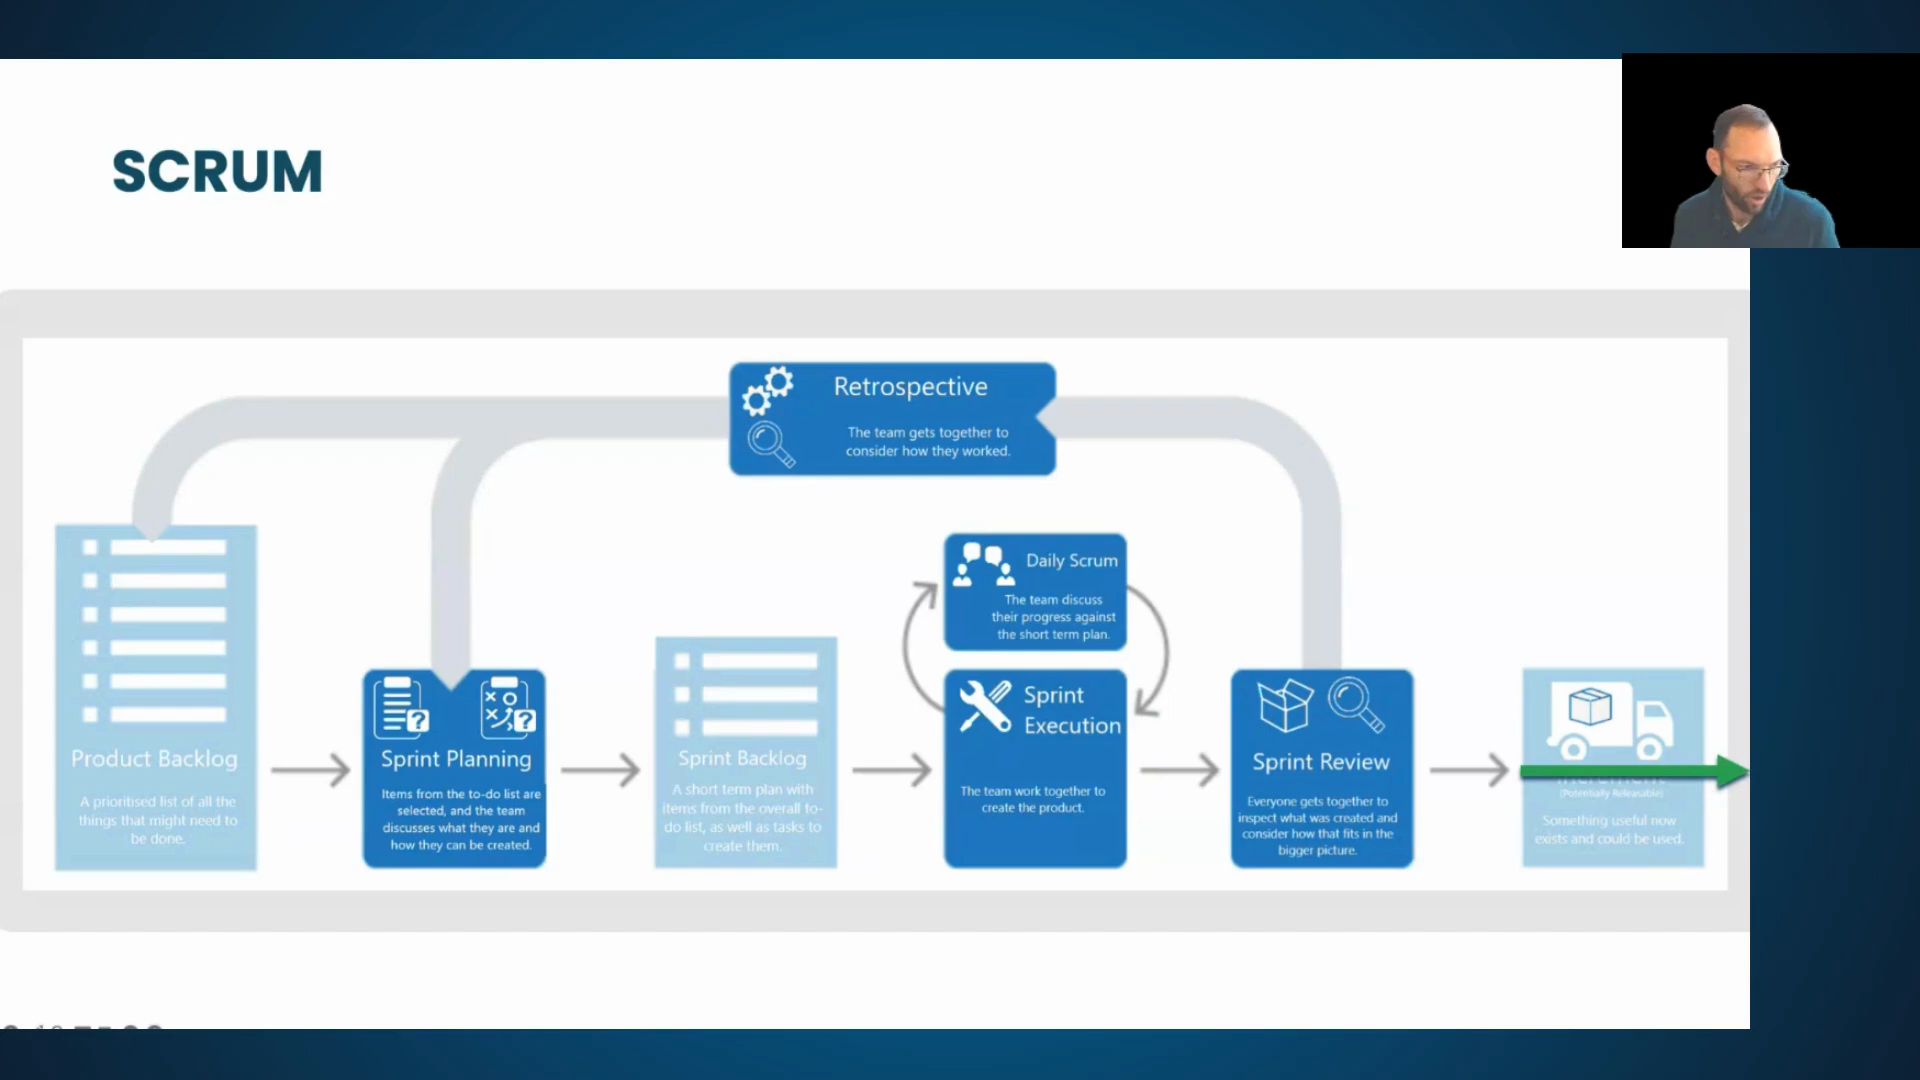 SCRUM
Retrospective
The team gets together to
consider how they worked.
Daily Scrum
The team discuss
their progress against
the short term plan.
Product Backlog
A prioritised list of all the
things that might need to
be done.
Sprint Planning
Items from the to-do list are
selected, and the team
discusses what they are and
how they can be created.
Sprint Backlog
A short term plan with
items from the overall to-
do list, as well as tasks to
create them.
Sprint
Execution
The team work together to
create the product.
Sprint Review
Everyone gets together to
inspect what was created and
consider how that fits in the
bigger picture.
Increment
(Potentially Releasable)
Something useful now
exists and could be used.